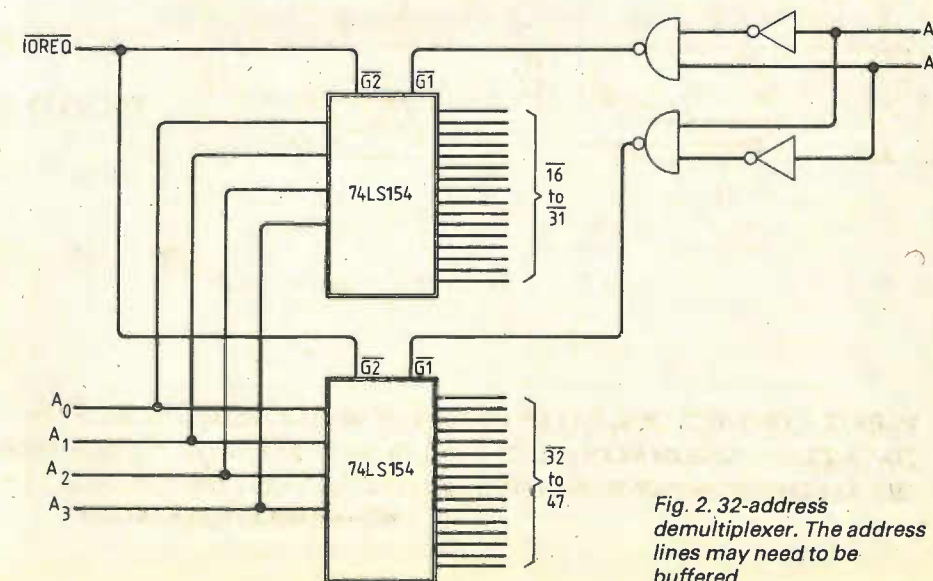 IOREQ
G2
G1
A
A
74LS154
16
to
31
G2
G1
A0
A1
A2
A3
74LS154
32
to
47
Fig. 2. 32-address
demultiplexer. The address
lines may need to be
buffered